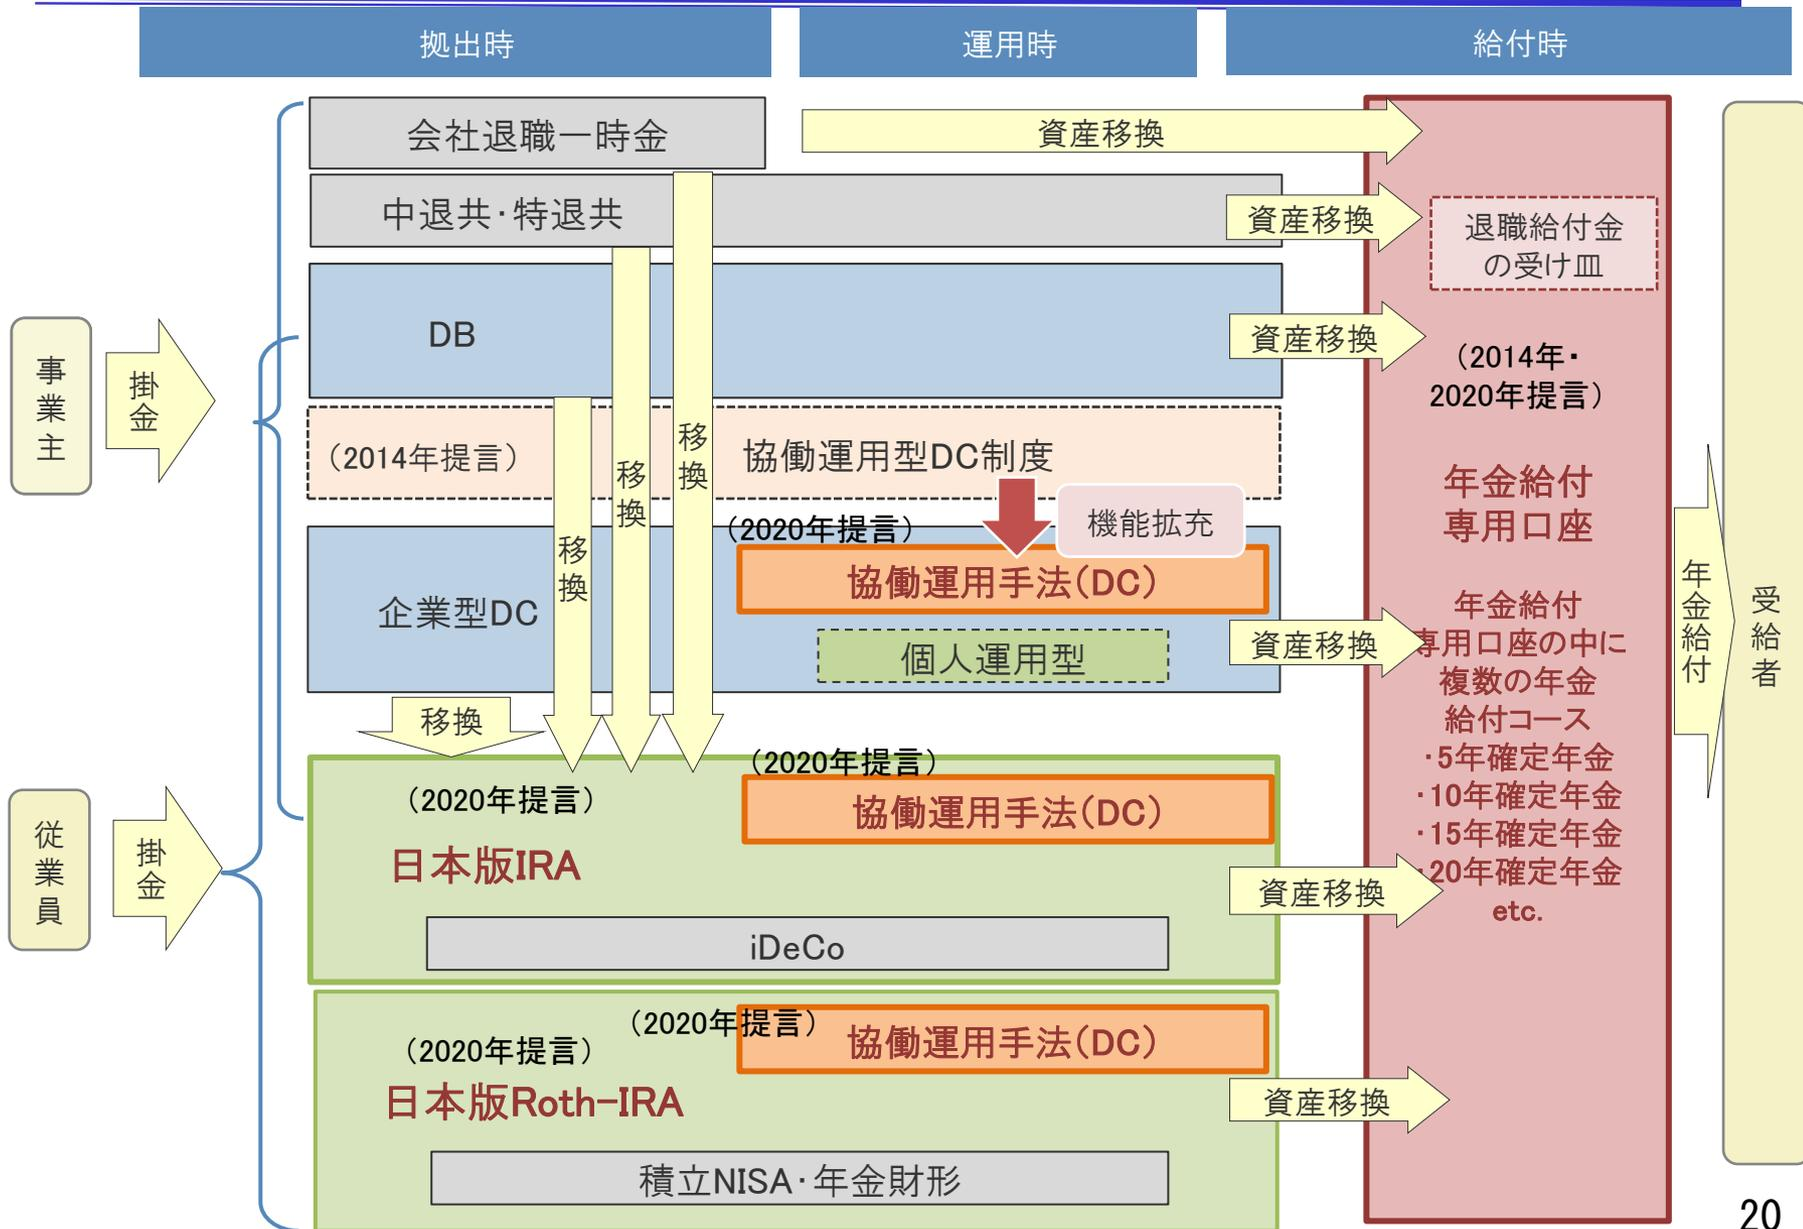 拠出時
運用時
給付時
会社退職一時金
資産移換
中退共・特退共
資産移換
退職給付金
の受け皿
DB
資産移換
（2014年・
2020年提言）
事業主
掛金
（2014年提言）
協働運用型DC制度
移換
移換
移換
年金給付
専用口座
（2020年提言）
機能拡充
協働運用手法（DC）
企業型DC
個人運用型
資産移換
年金給付
専用口座の中に
複数の年金
給付コース
・5年確定年金
・10年確定年金
・15年確定年金
・20年確定年金
etc.
年金給付
受給者
移換
（2020年提言）
（2020年提言）
協働運用手法（DC）
従業員
掛金
日本版IRA
資産移換
iDeCo
（2020年提言）
（2020年提言）
協働運用手法（DC）
日本版Roth-IRA
資産移換
積立NISA・年金財形
20